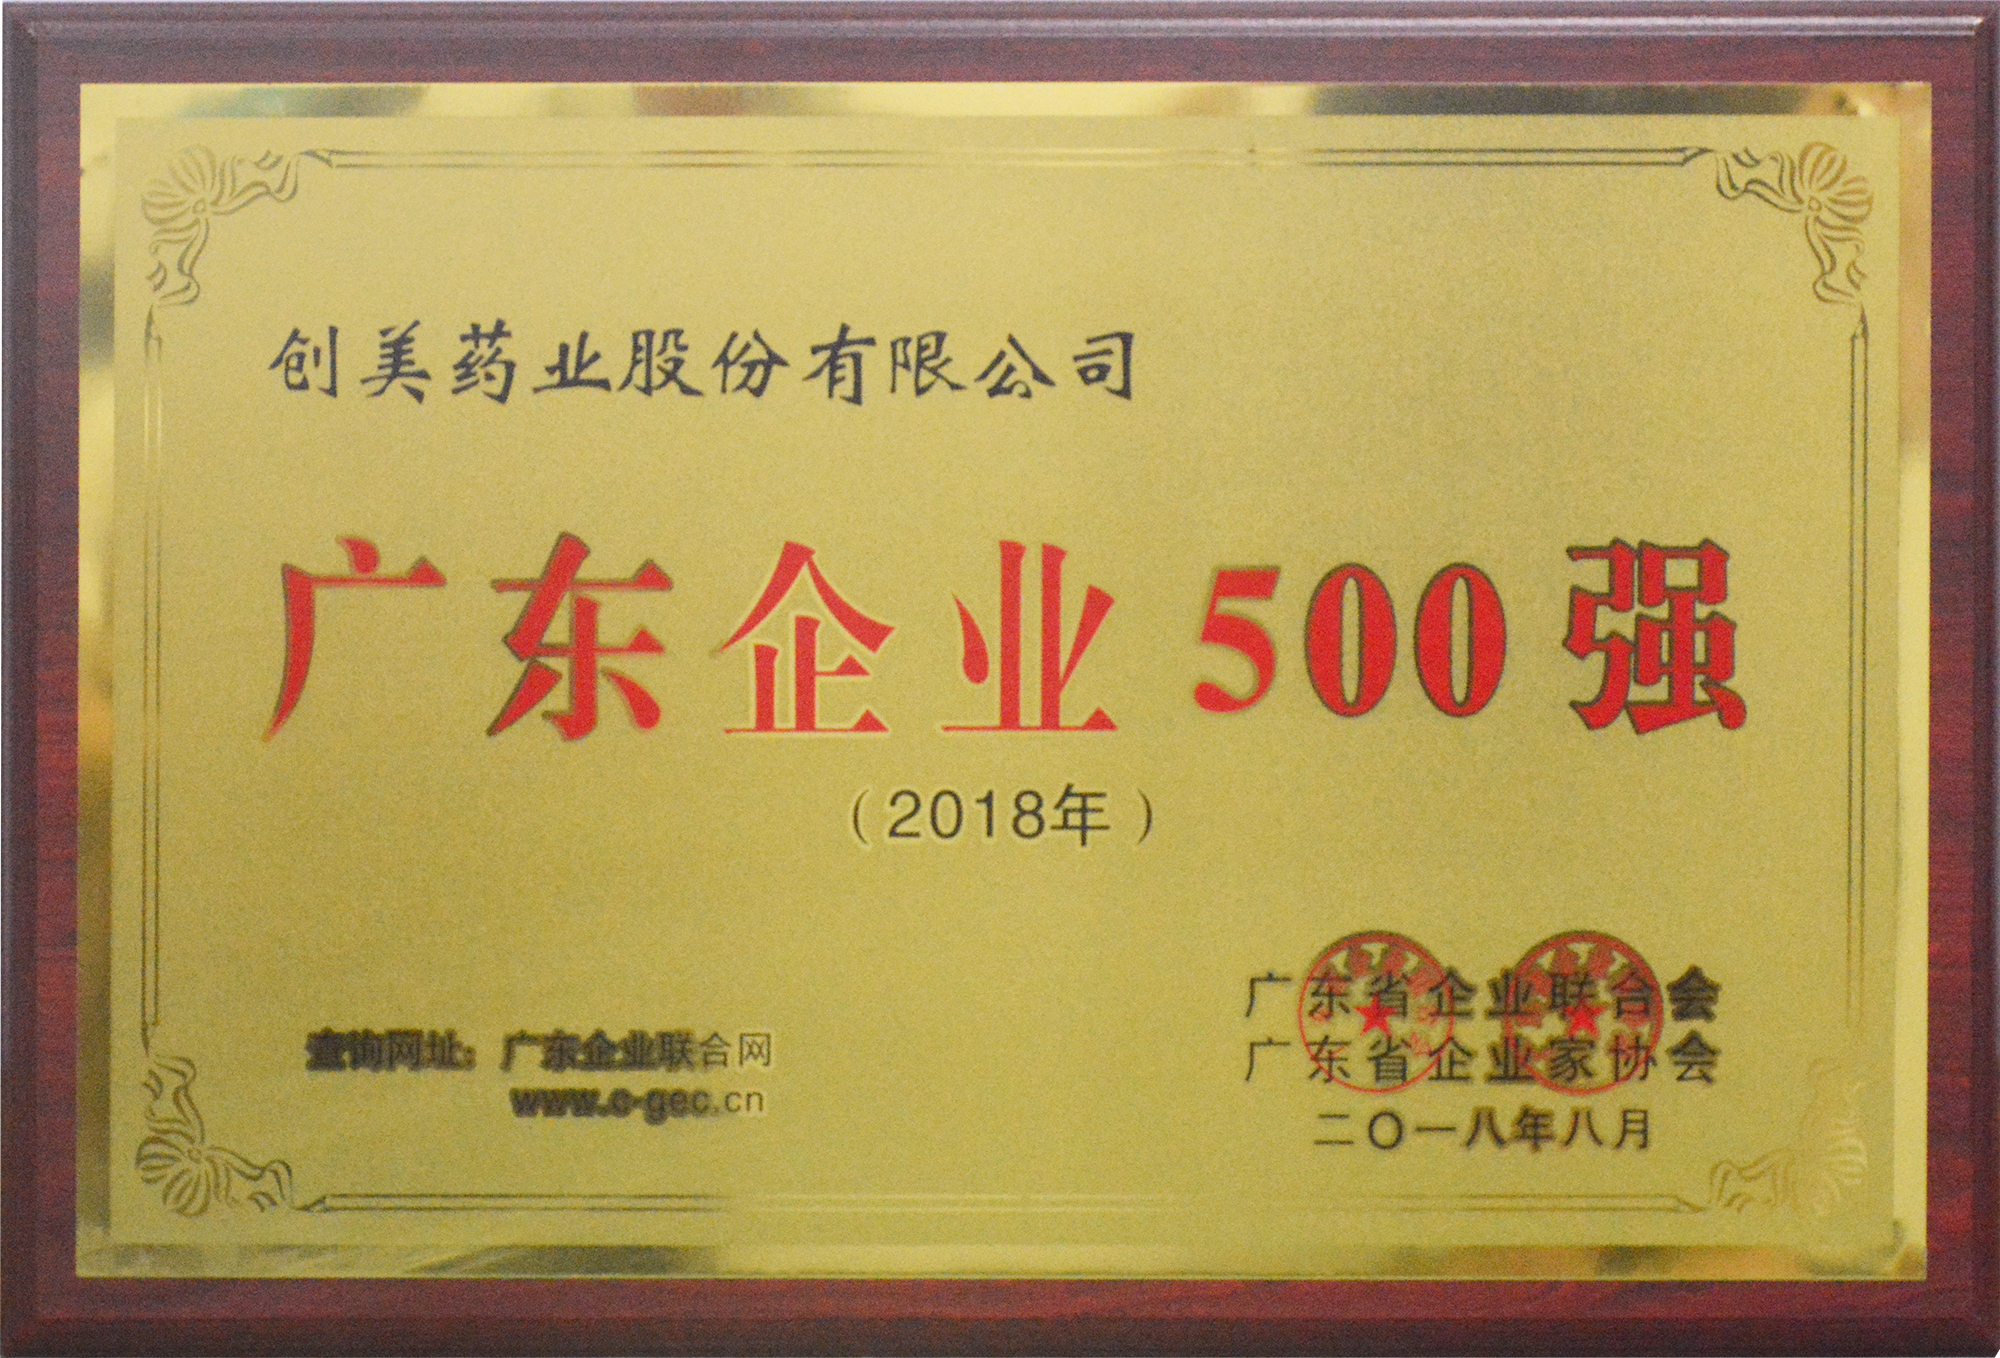 创美药业股份有限公司
广东企业500强
（2018年）
广东省企业联合会
广东省企业家协会
二〇一八年八月
查询网址：广东企业联合网
www.c-gec.cn